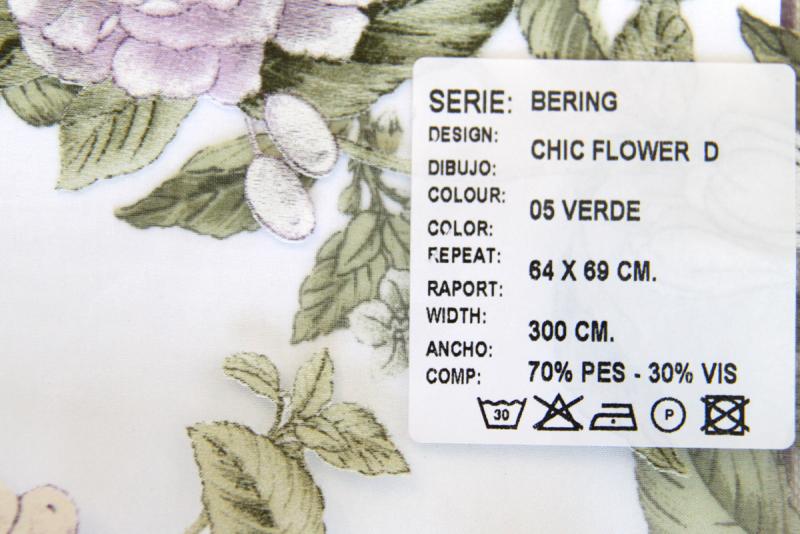 SERIE: BERING
DESIGN:
CHIC FLOWER D
DIBUJO:
COLOUR:
05 VERDE
COLOR:
REPEAT:
64 X 69 CM.
RAPORT:
WIDTH:
300 CM.
ANCHO:
COMP: 70% PES - 30% VIS
30 P